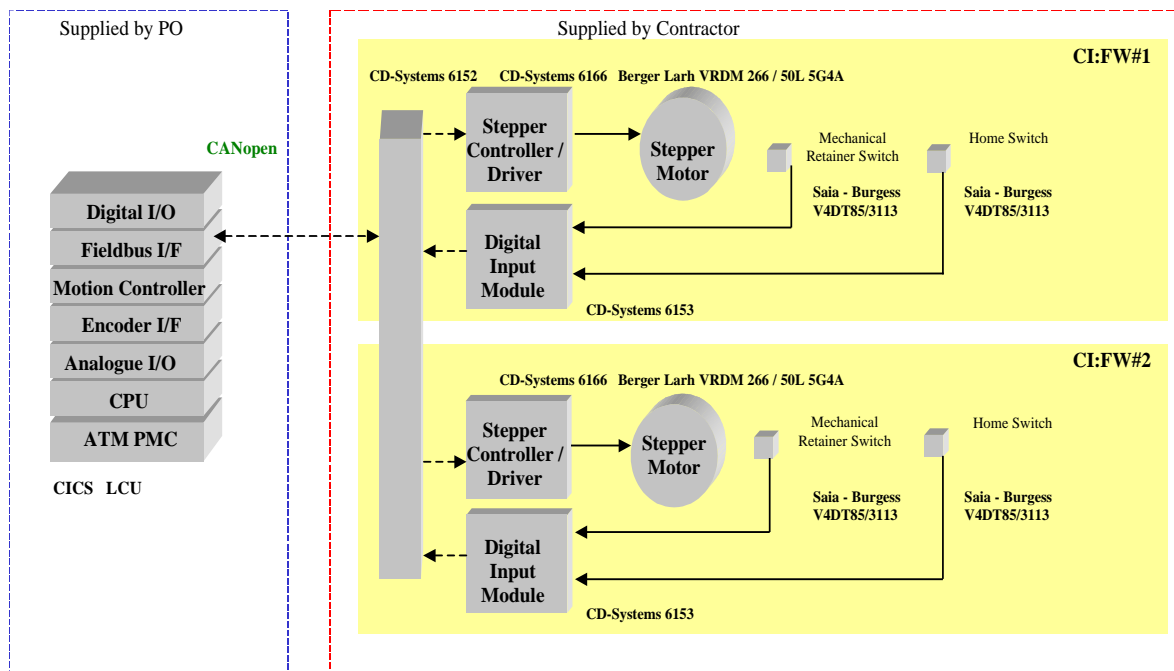 Supplied by PO
Supplied by Contractor
CI:FW#1
CD-Systems 6152
CD-Systems 6166
Berger Larh VRDM 266 / 50L 5G4A
Stepper
Controller /
Driver
Stepper
Motor
Mechanical
Retainer Switch
Home Switch
Saia - Burgess
V4DT85/3113
Saia - Burgess
V4DT85/3113
CANopen
Digital I/O
Fieldbus I/F
Motion Controller
Encoder I/F
Analogue I/O
CPU
ATM PMC
CICS LCU
Digital
Input
Module
CD-Systems 6153
CI:FW#2
CD-Systems 6166
Berger Larh VRDM 266 / 50L 5G4A
Stepper
Controller /
Driver
Stepper
Motor
Mechanical
Retainer Switch
Home Switch
Saia - Burgess
V4DT85/3113
Saia - Burgess
V4DT85/3113
Digital
Input
Module
CD-Systems 6153